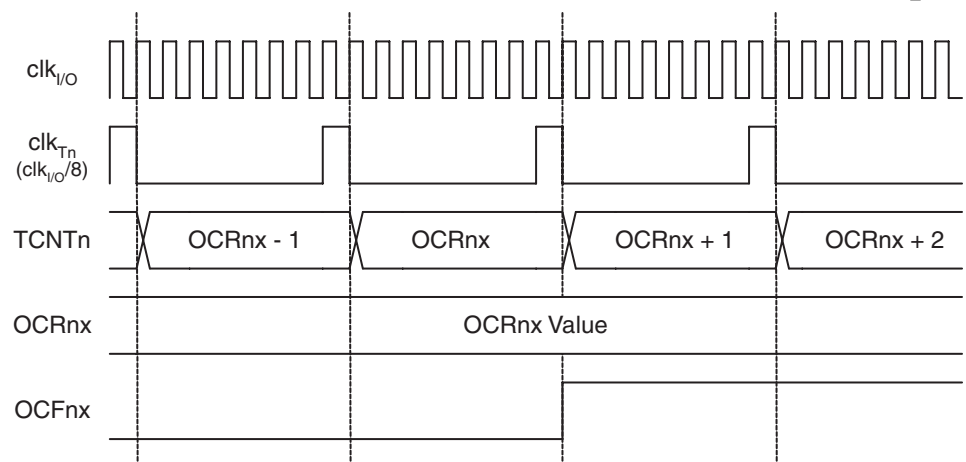 clkI/O
clkTn
(clkI/O/8)
TCNTn
OCRnx - 1
OCRnx
OCRnx + 1
OCRnx + 2
OCRnx
OCRnx Value
OCFnx